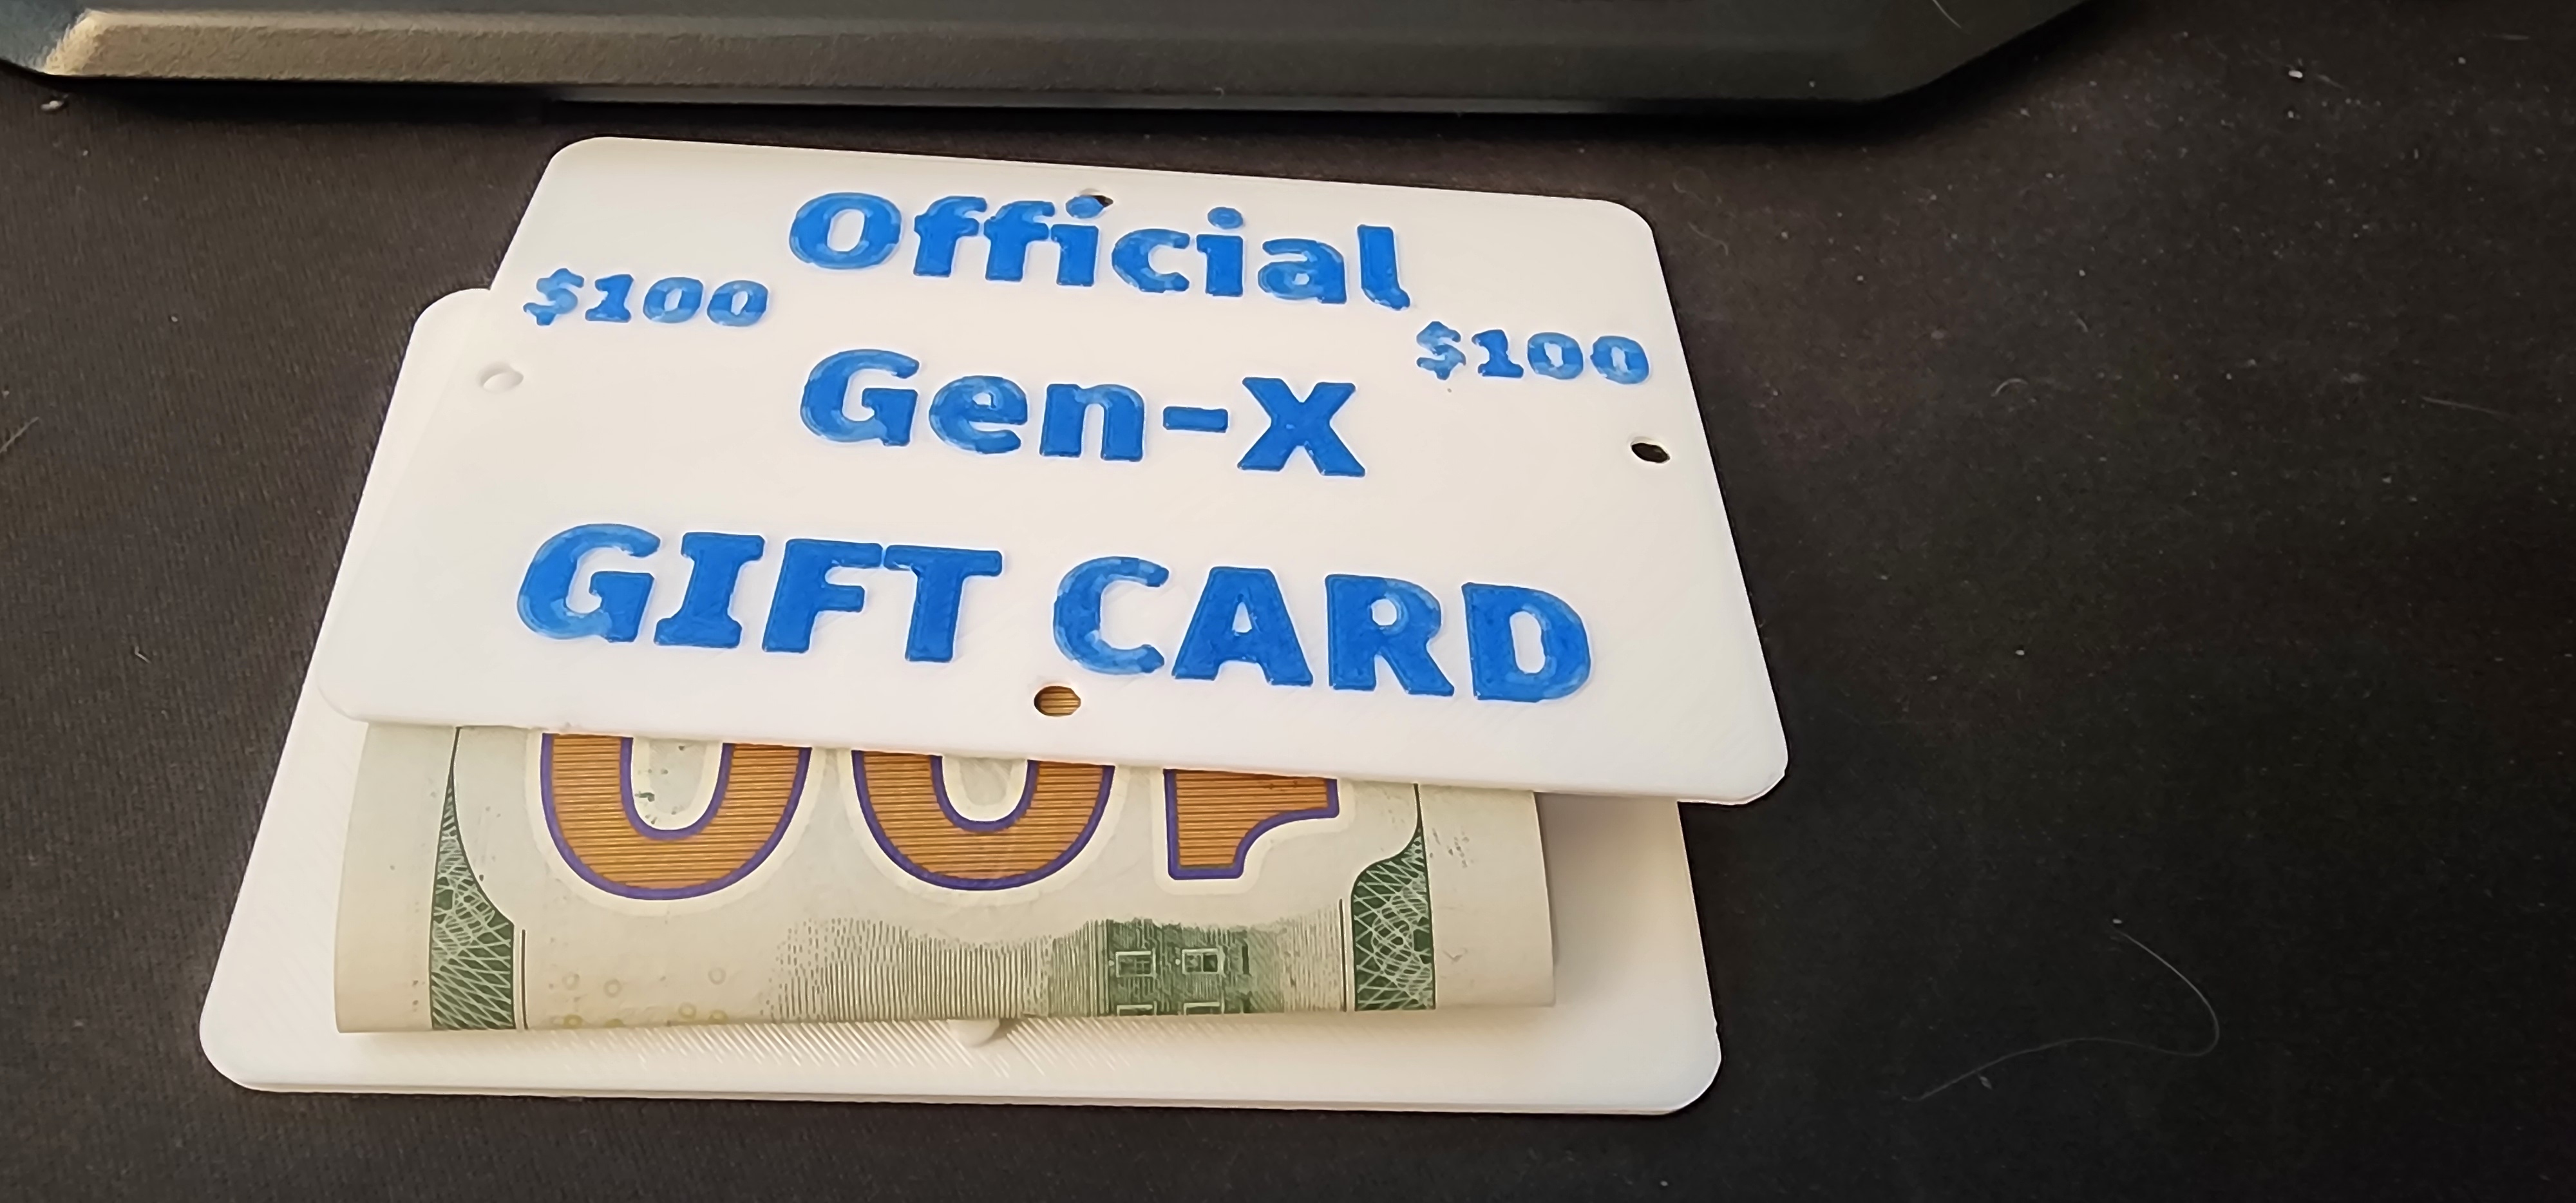 Official
$100
$100
Gen-X
GIFT CARD